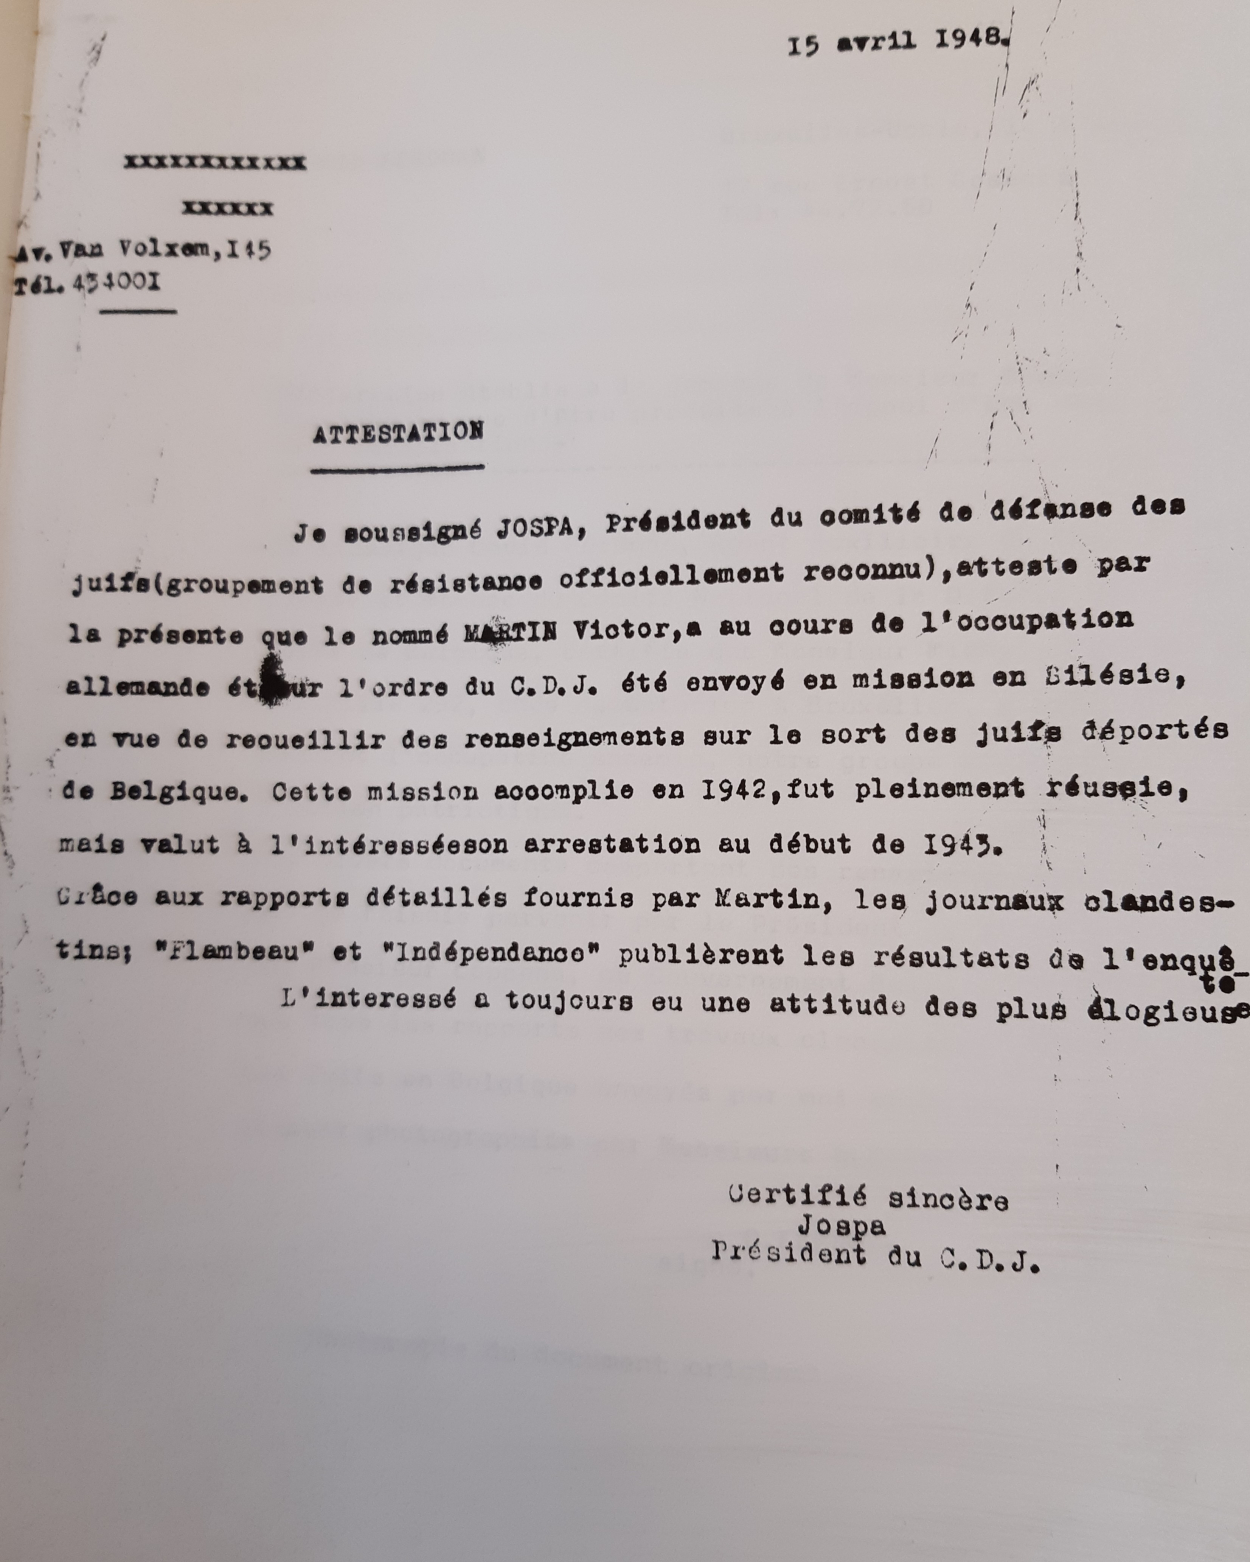 15 avril 1948.
xxxxxxxxxxxx
xxxxxx
Av. Van Volxem,145
Tél. 434001
ATTESTATION
Je soussigné JOSPA, Président du comité de défense des
juifs(groupement de résistance officiellement reconnu),atteste par
la présente que le nommé MARTIN Victor,a au cours de l'occupation
allemande et sur l'ordre du C.D.J. été envoyé en mission en Silésie,
en vue de recueillir des renseignements sur le sort des juifs déportés
de Belgique. Cette mission accomplie en 1942,fut pleinement réussie,
mais valut à l'intérésséeson arrestation au début de 1943.
Grâce aux rapports détaillés fournis par Martin, les journaux clandes-
tins; "Flambeau" et "Indépendance" publièrent les résultats de l'enquê_
te
L'interessé a toujours eu une attitude des plus élogieuse
Certifié sincère
Jospa
Président du C.D.J.